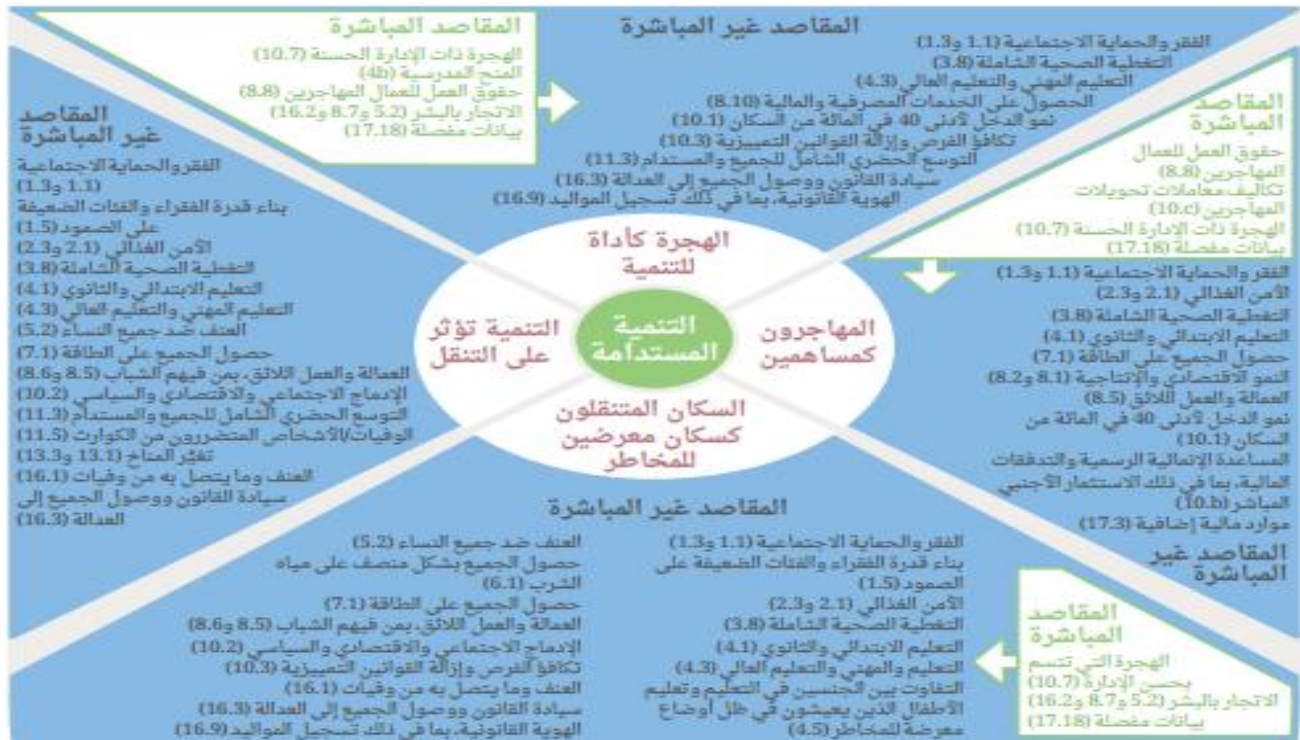 المقاصد المباشرة
الهجرة ذات الإدارة الحسنة (10.7)
المنح المدرسية (4b)
حقوق العمل للعمال المهاجرين (8.8)
الاتجار بالبشر (5.2 و8.7 و16.2)
بيانات مفصلة (17.18)
المقاصد غير المباشرة
الفقر والحماية الاجتماعية (1.1 و1.3)
التغطية الصحية الشاملة (3.8)
التعليم المهني والتعليم العالي (4.3)
الحصول على الخدمات المصرفية والمالية (8.10)
نمو الدخل لأدنى 40 في المائة من السكان (10.1)
تكافؤ الفرص وإزالة القوانين التمييزية (10.3)
التوسع الحضري الشامل للجميع والمستدام (11.3)
سيادة القانون ووصول الجميع إلى العدالة (16.3)
الهوية القانونية، بما في ذلك تسجيل المواليد (16.9)
المقاصد
المباشرة
حقوق العمل للعمال
المهاجرين (8.8)
تكاليف معاملات تحويلات
المهاجرين (10.c)
الهجرة ذات الإدارة الحسنة (10.7)
بيانات مفصلة (17.18)
الفقر والحماية الاجتماعية (1.1 و1.3)
الأمن الغذائي (2.1 و2.3)
التغطية الصحية الشاملة (3.8)
التعليم الابتدائي والثانوي (4.1)
حصول الجميع على الطاقة (7.1)
النمو الاقتصادي والإنتاجية (8.1 و8.2)
العمالة والعمل اللائق (8.5)
نمو الدخل لأدنى 40 في المائة من
السكان (10.1)
المساعدة الإنمائية الرسمية والتدفقات
المالية، بما في ذلك الاستثمار الأجنبي
المباشر (10.b)
موارد مالية إضافية (17.3)
المقاصد غير
المباشرة
المقاصد
غير المباشرة
الفقر والحماية الاجتماعية
(1.1 و1.3)
بناء قدرة الفقراء والفئات الضعيفة
على الصمود (1.5)
الأمن الغذائي (2.1 و2.3)
التغطية الصحية الشاملة (3.8)
التعليم الابتدائي والثانوي (4.1)
التعليم المهني والتعليم العالي (4.3)
العنف ضد جميع النساء (5.2)
حصول الجميع على الطاقة (7.1)
العمالة والعمل اللائق، بمن فيهم الشباب (8.5 و8.6)
الإدماج الاجتماعي والاقتصادي والسياسي (10.2)
التوسع الحضري الشامل للجميع والمستدام (11.3)
الوفيات/الأشخاص المتضررون من الكوارث (11.5)
تغيّر المناخ (13.1 و13.3)
العنف وما يتصل به من وفيات (16.1)
سيادة القانون ووصول الجميع إلى
العدالة (16.3)
الهجرة كأداة
للتنمية
المهاجرون
كمساهمين
التنمية
المستدامة
التنمية تؤثر
على التنقل
السكان المتنقلون
كسكان معرضين
للمخاطر
المقاصد غير المباشرة
الفقر والحماية الاجتماعية (1.1 و1.3)
بناء قدرة الفقراء والفئات الضعيفة على
الصمود (1.5)
الأمن الغذائي (2.1 و2.3)
التغطية الصحية الشاملة (3.8)
التعليم الابتدائي والثانوي (4.1)
التعليم والمهني والتعليم العالي (4.3)
التفاوت بين الجنسين في التعليم وتعليم
الأطفال الذين يعيشون في ظل أوضاع
معرضة للمخاطر (4.5)
العنف ضد جميع النساء (5.2)
حصول الجميع بشكل منصف على مياه
الشرب (6.1)
حصول الجميع على الطاقة (7.1)
العمالة والعمل اللائق، بمن فيهم الشباب (8.5 و8.6)
الإدماج الاجتماعي والاقتصادي والسياسي (10.2)
تكافؤ الفرص وإزالة القوانين التمييزية (10.3)
العنف وما يتصل به من وفيات (16.1)
سيادة القانون ووصول الجميع إلى العدالة (16.3)
الهوية القانونية، بما في ذلك تسجيل المواليد (16.9)
المقاصد
المباشرة
الهجرة التي تتسم
بحسن الإدارة (10.7)
الاتجار بالبشر (5.2 و8.7 و16.2)
بيانات مفصلة (17.18)